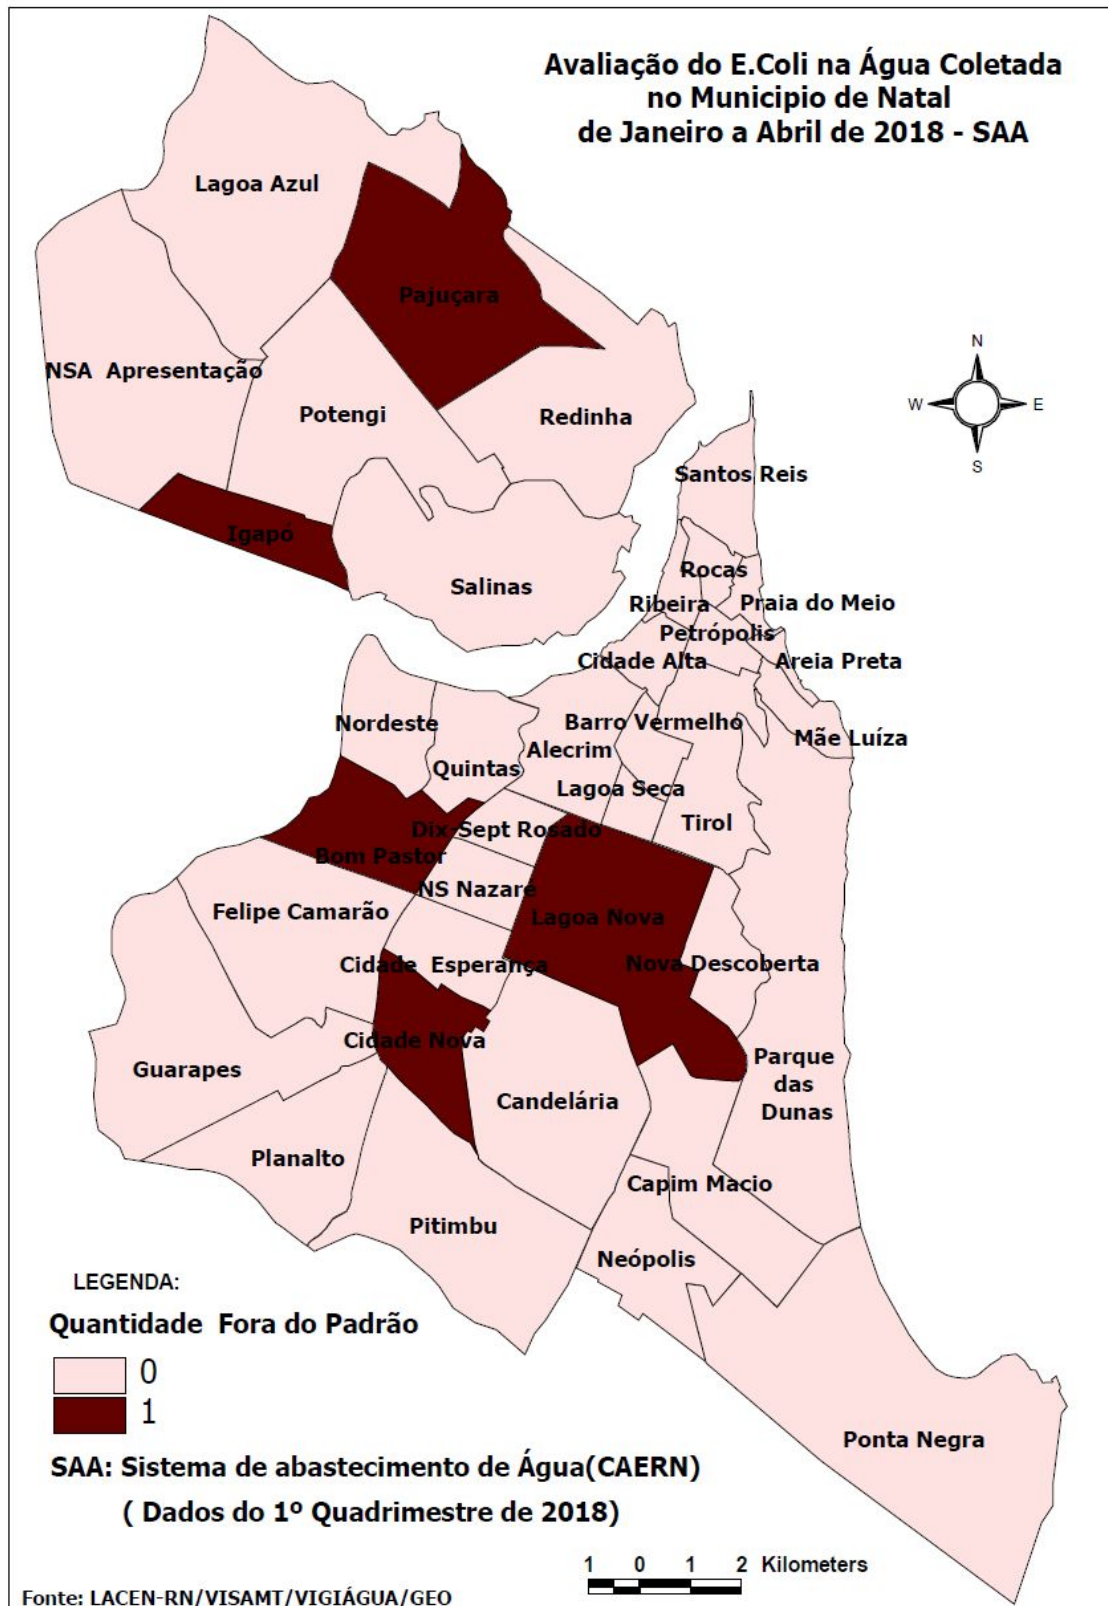 Avaliação do E.Coli na Água Coletada
no Municipio de Natal
de Janeiro a Abril de 2018 - SAA
Lagoa Azul
Pajuçara
NSA Apresentação
Potengi
Redinha
Igapó
Salinas
N
W
E
S
Santos Reis
Rocas
Ribeira
Praia do Meio
Petrópolis
Cidade Alta
Areia Preta
Nordeste
Barro Vermelho
Mãe Luíza
Alecrim
Quintas
Lagoa Seca
Tirol
Dix-Sept Rosado
Bom Pastor
NS Nazaré
Felipe Camarão
Lagoa Nova
Cidade Esperança
Nova Descoberta
Cidade Nova
Guarapes
Parque
das
Dunas
Candelária
Planalto
Capim Macio
Pitimbu
Neópolis
Ponta Negra
LEGENDA:
Quantidade Fora do Padrão
0
1
SAA: Sistema de abastecimento de Água(CAERN)
( Dados do 1º Quadrimestre de 2018)
1 0 1 2 Kilometers
Fonte: LACEN-RN/VISAMT/VIGIÁGUA/GEO